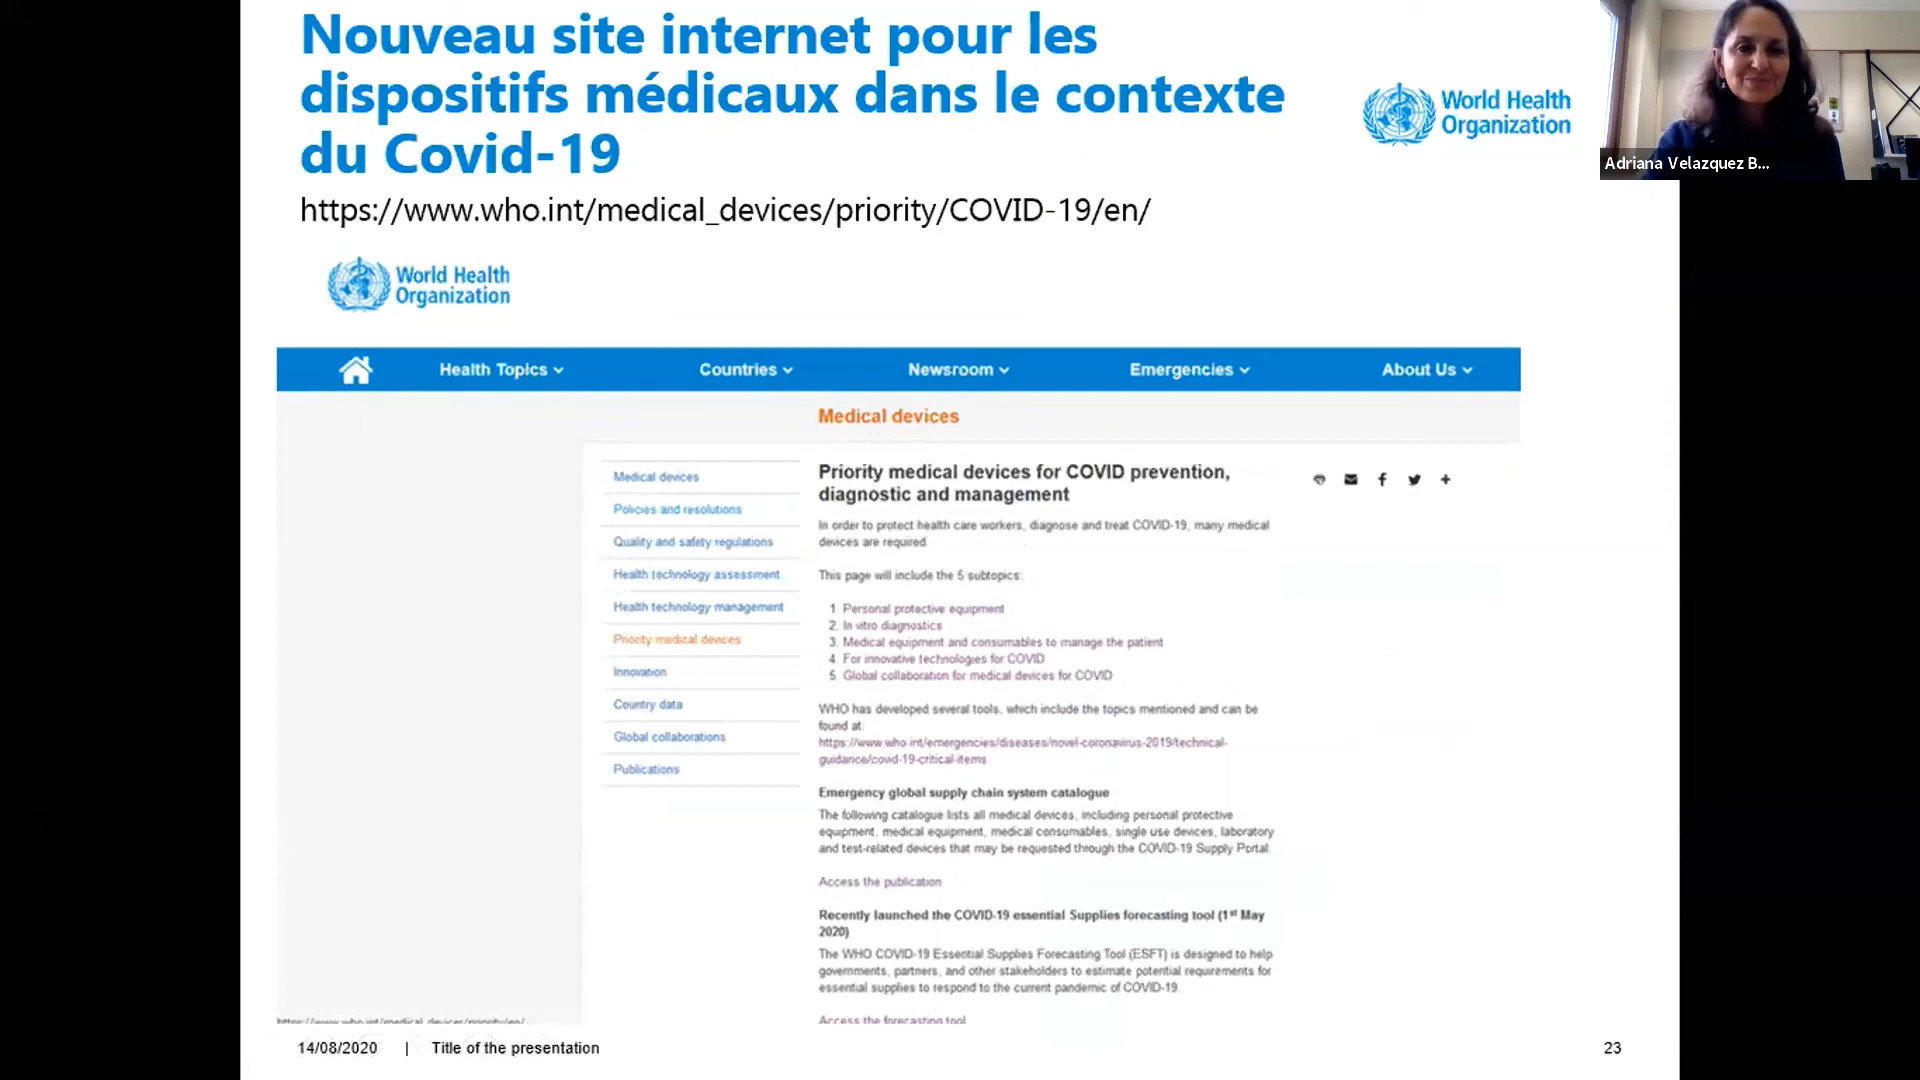 Nouveau site internet pour les
dispositifs médicaux dans le contexte
du Covid-19
https://www.who.int/medical_devices/priority/COVID-19/en/
World Health
Organization
Adriana Velazquez B...
World Health
Organization
Health Topics
Countries
Newsroom
Emergencies
About Us
Medical devices
Medical devices
Policies and resolutions
Quality and safety regulations
Health technology assessment
Health technology management
Priority medical devices
Innovation
Country data
Global collaborations
Publications
Priority medical devices for COVID prevention,
diagnostic and management
In order to protect health care workers, diagnose and treat COVID-19, many medical
devices are required.
This page will include the 5 subtopics:
1. Personal protective equipment
2. In vitro diagnostics
3. Medical equipment and consumables to manage the patient
4. For innovative technologies for COVID
5. Global collaboration for medical devices for COVID
WHO has developed several tools, which include the topics mentioned and can be
found at:
https://www.who.int/emergencies/diseases/novel-coronavirus-2019/technical-
guidance/covid-19-critical-items
Emergency global supply chain system catalogue
The following catalogue lists all medical devices, including personal protective
equipment, medical equipment, medical consumables, single use devices, laboratory
and test-related devices that may be requested through the COVID-19 Supply Portal.
Access the publication
Recently launched the COVID-19 essential Supplies forecasting tool (1st May
2020)
The WHO COVID-19 Essential Supplies Forecasting Tool (ESFT) is designed to help
governments, partners, and other stakeholders to estimate potential requirements for
essential supplies to respond to the current pandemic of COVID-19.
Access the forecasting tool
https://www.who.int/medical_devices/priority/en/
14/08/2020 | Title of the presentation
23